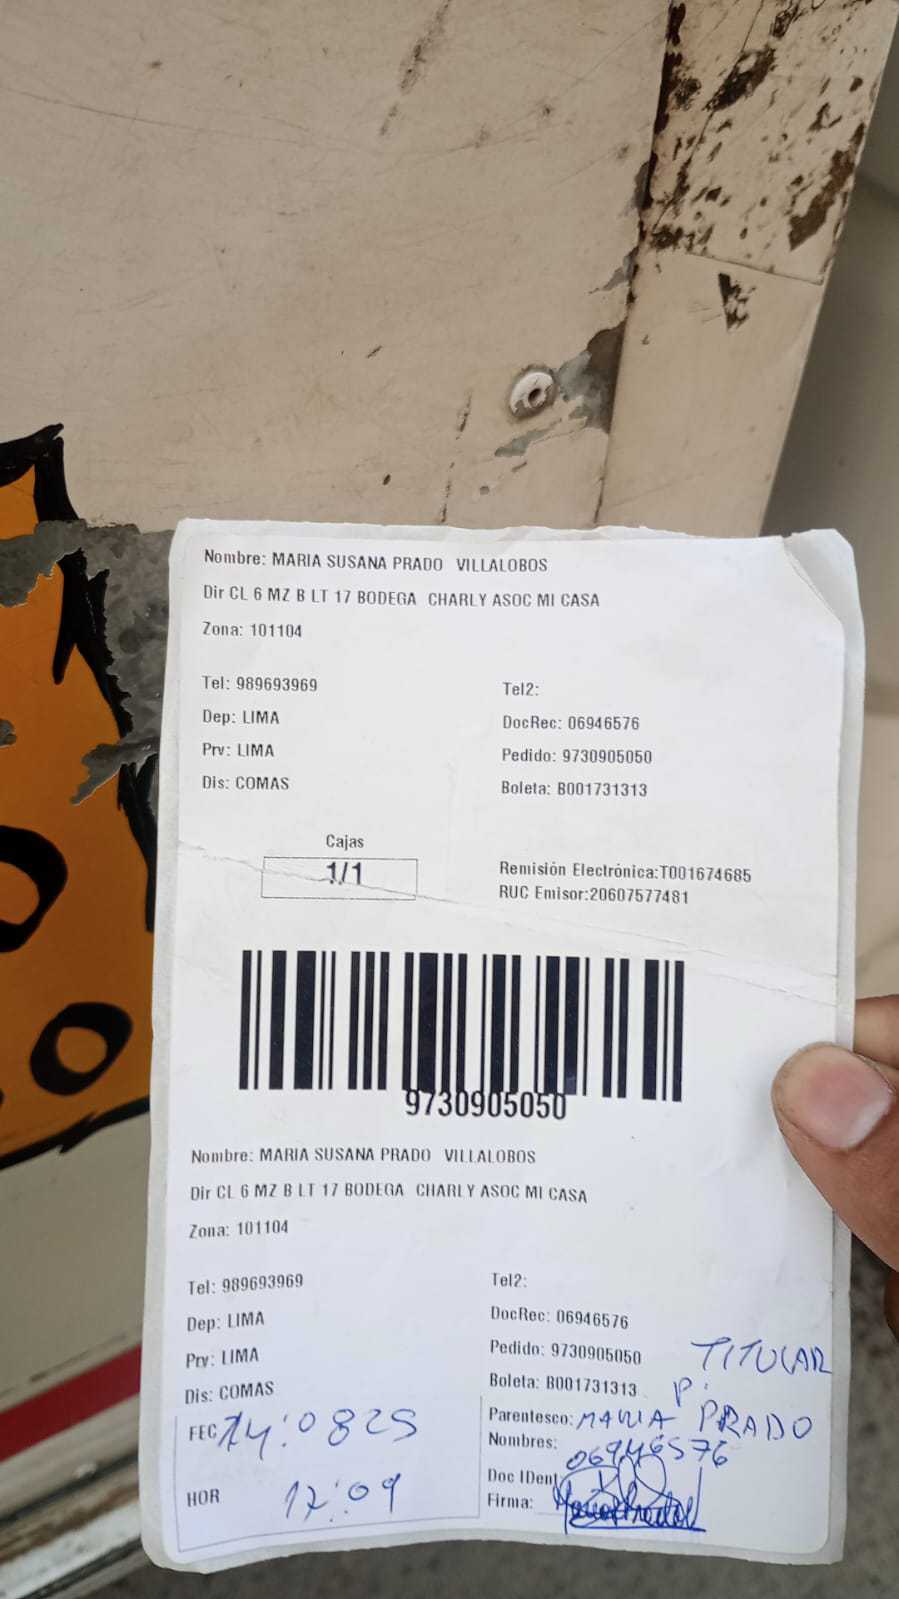 Nombre: MARIA SUSANA PRADO VILLALOBOS
Dir CL 6 MZ B LT 17 BODEGA CHARLY ASOC MI CASA
Zona: 101104
Tel: 989693969
Tel2:
Dep: LIMA
DocRec: 06946576
Prv: LIMA
Pedido: 9730905050
Dis: COMAS
Boleta: B001731313
Cajas
1/1
Remisión Electrónica:T001674685
RUC Emisor:20607577481
9730905050
Nombre: MARIA SUSANA PRADO VILLALOBOS
Dir CL 6 MZ B LT 17 BODEGA CHARLY ASOC MI CASA
Zona: 101104
Tel: 989693969
Tel2:
Dep: LIMA
DocRec: 06946576
Prv: LIMA
Pedido: 9730905050 TITULAR
Dis: COMAS
Boleta: B001731313 P.
FEC 14:0825
Parentesco: MARIA PRADO
Nombres: 06946576
HOR 17:09
Doc IDent
Firma: